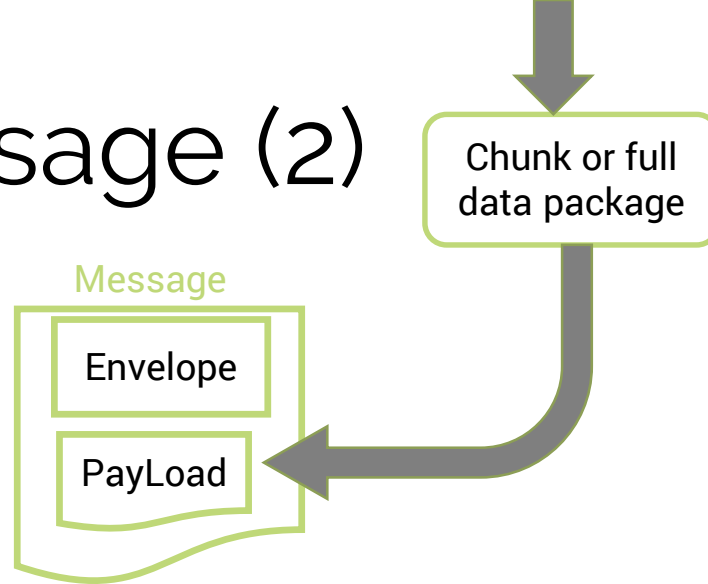 sage (2)
Chunk or full
data package
Message
Envelope
PayLoad